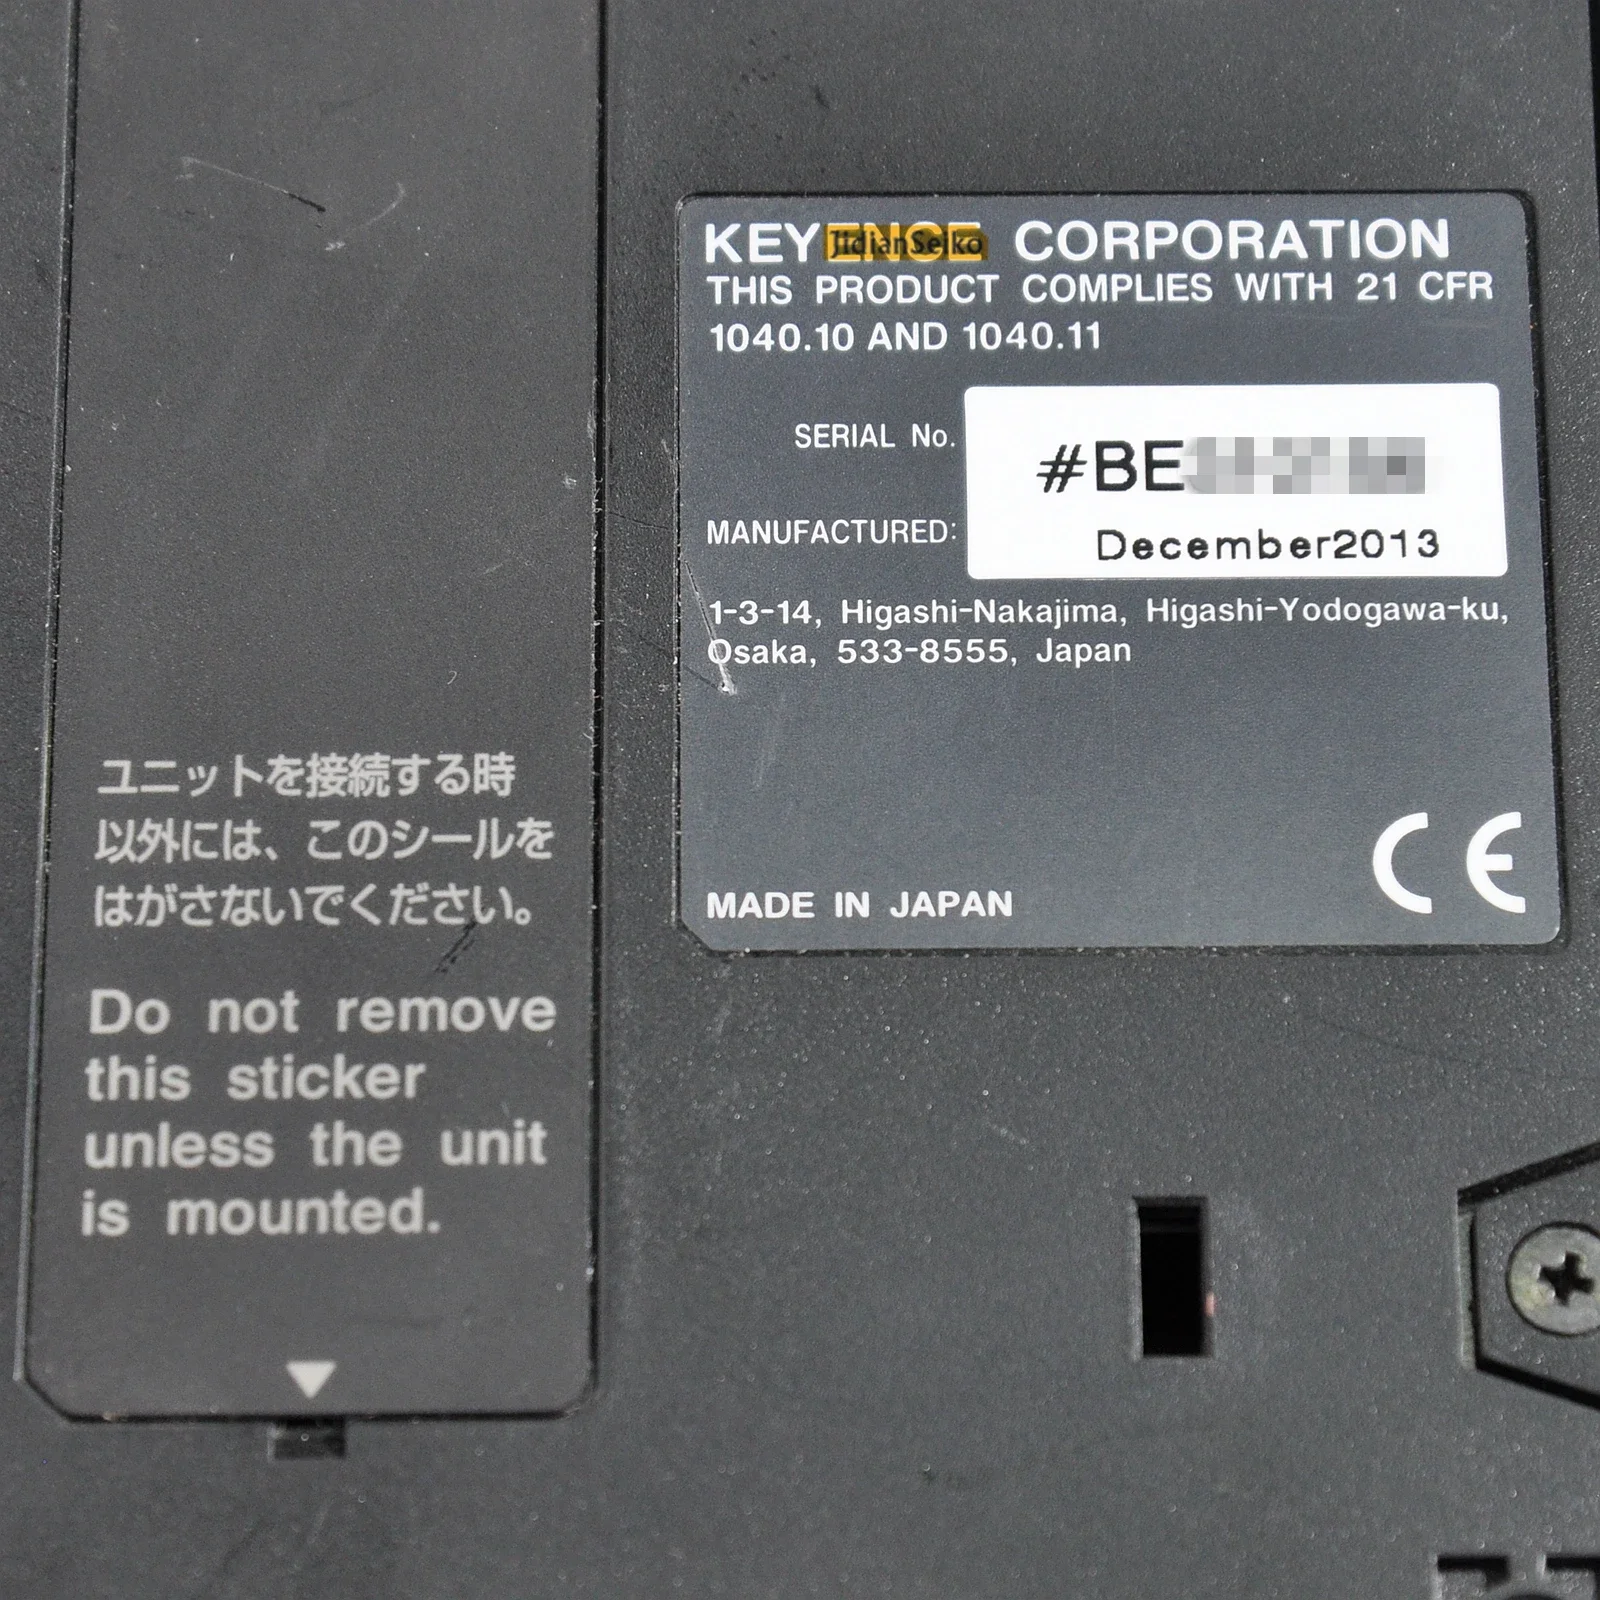 KEYENCE CORPORATION
JidianSeiko
THIS PRODUCT COMPLIES WITH 21 CFR
1040.10 AND 1040.11
SERIAL No.
#BE
MANUFACTURED:
December2013
1-3-14, Higashi-Nakajima, Higashi-Yodogawa-ku,
Osaka, 533-8555, Japan
MADE IN JAPAN
CE
ユニットを接続する時
以外には、このシールを
はがさないでください。
Do not remove
this sticker
unless the unit
is mounted.